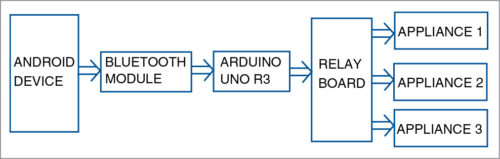 ANDROID
DEVICE
BLUETOOTH
MODULE
ARDUINO
UNO R3
RELAY
BOARD
APPLIANCE 1
APPLIANCE 2
APPLIANCE 3